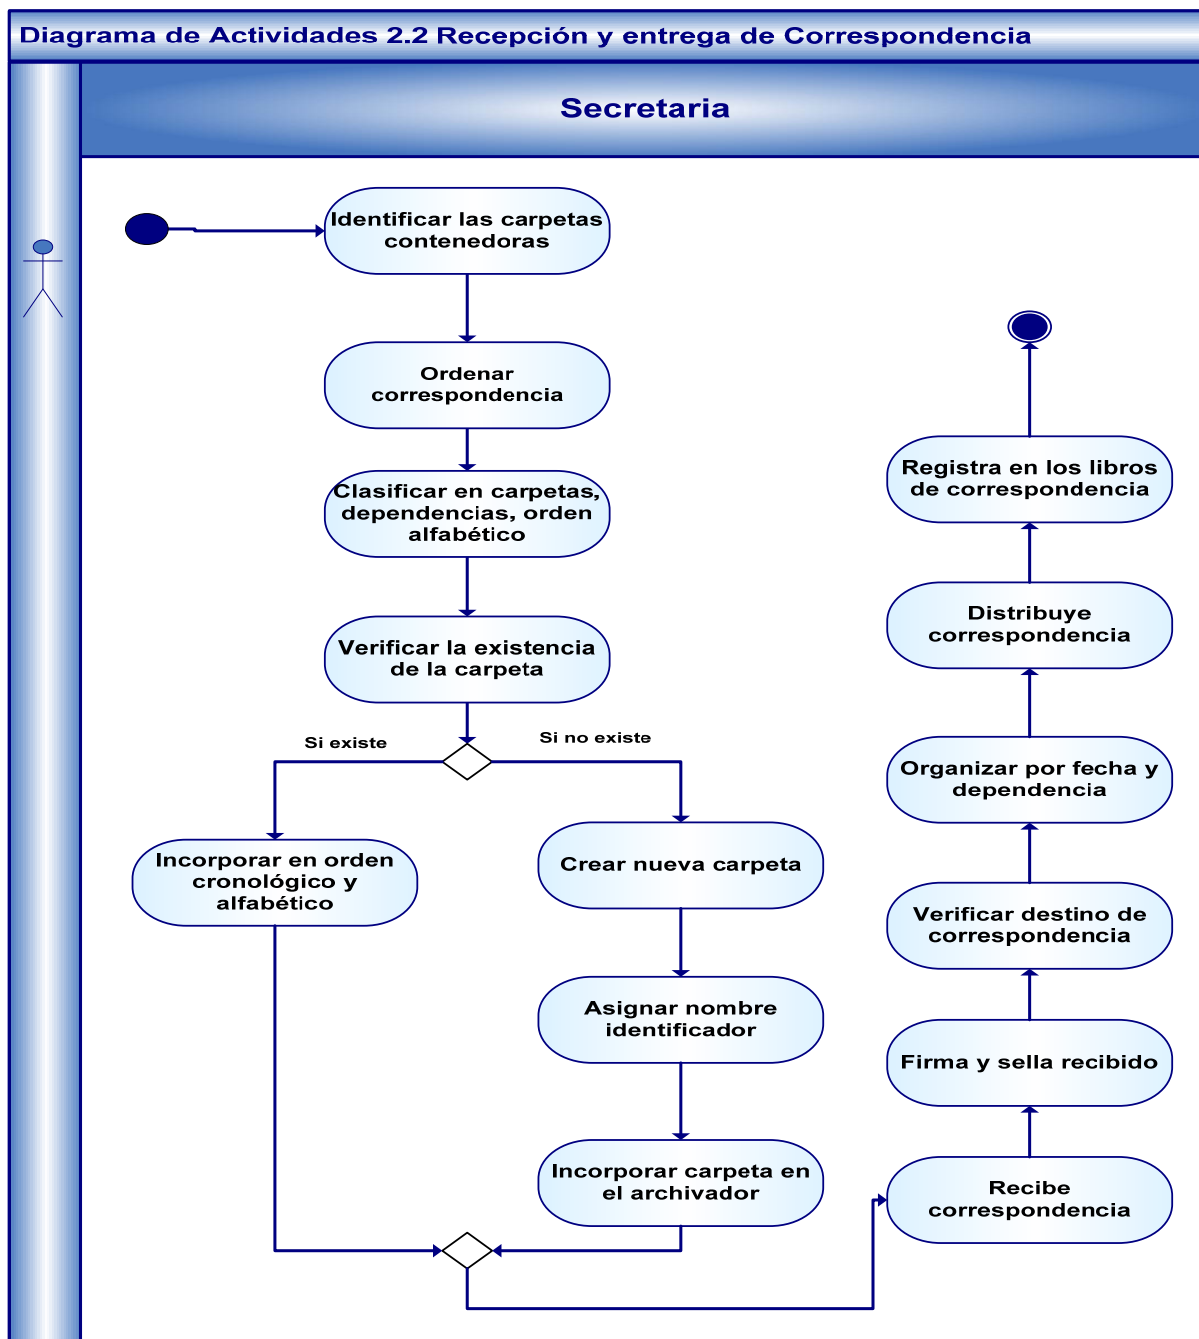 Diagrama de Actividades 2.2 Recepción y entrega de Correspondencia
Secretaria
Identificar las carpetas
contenedoras
Ordenar
correspondencia
Clasificar en carpetas,
dependencias, orden
alfabético
Verificar la existencia
de la carpeta
Si existe
Si no existe
Incorporar en orden
cronológico y
alfabético
Crear nueva carpeta
Asignar nombre
identificador
Incorporar carpeta en
el archivador
Recibe
correspondencia
Firma y sella recibido
Verificar destino de
correspondencia
Organizar por fecha y
dependencia
Distribuye
correspondencia
Registra en los libros
de correspondencia